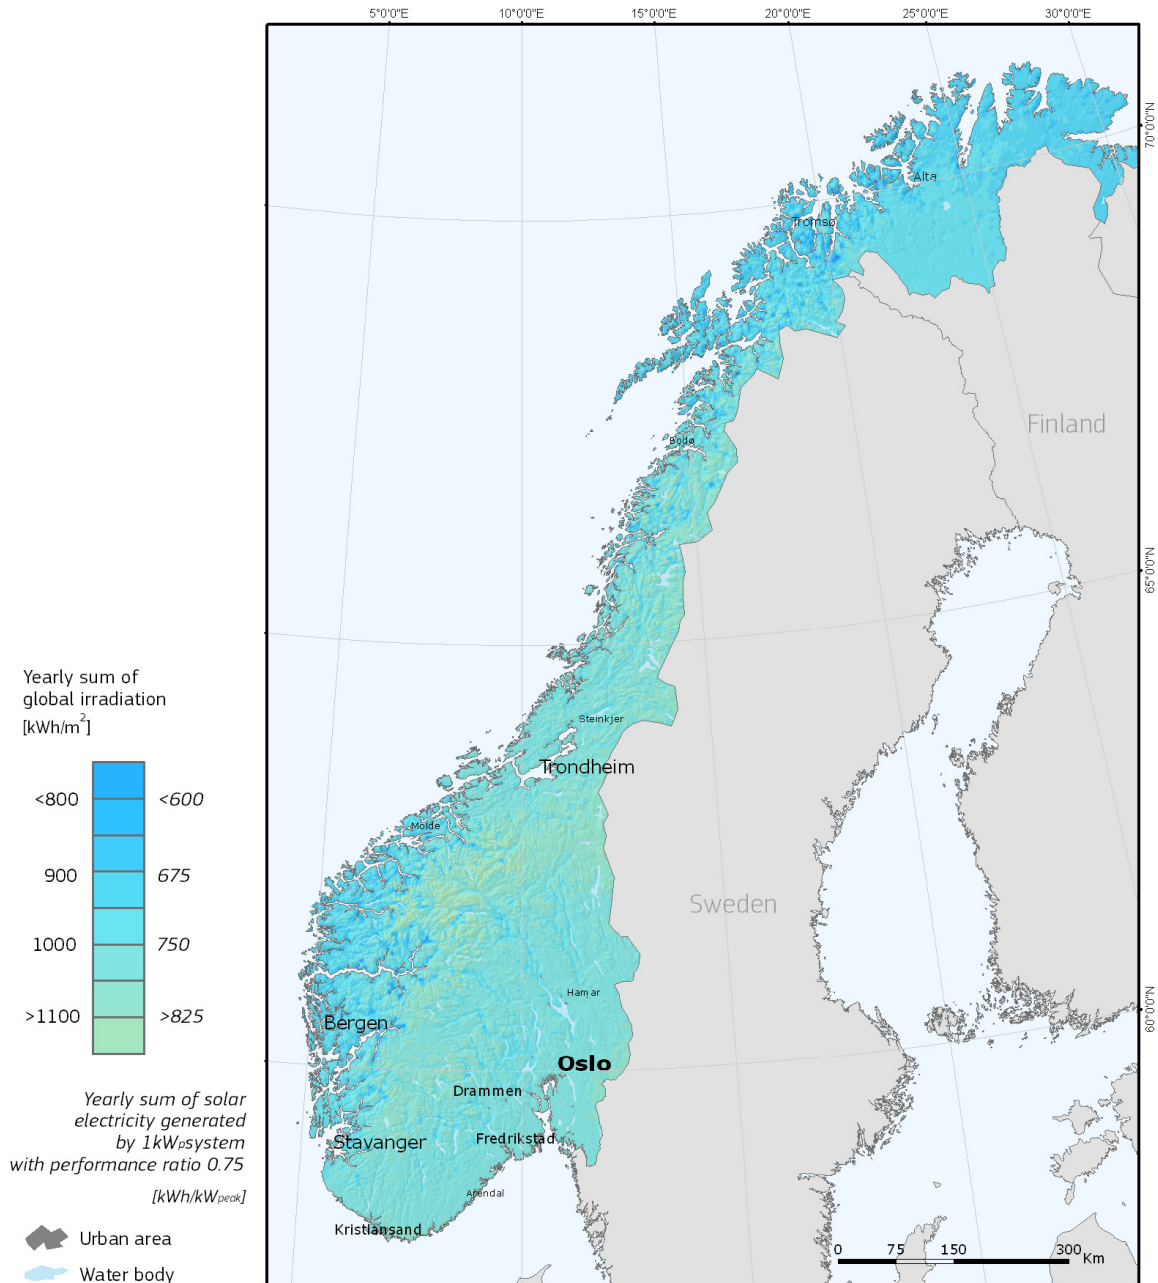 5°0'0"E
10°0'0"E
15°0'0"E
20°0'0"E
25°0'0"E
30°0'0"E
70°0'0"N
Alta
Tromsø
Finland
Bodø
65°0'0"N
Yearly sum of
global irradiation
[kWh/m2]
Steinkjer
Trondheim
<800 <600
Molde
900 675
Sweden
1000 750
Hamar
60°0'0"N
>1100 >825
Bergen
Oslo
Drammen
Yearly sum of solar
electricity generated
by 1kWpsystem
with performance ratio 0.75
[kWh/kWpeak]
Stavanger
Fredrikstad
Arendal
Kristiansand
Urban area
Water body
0 75 150 300 Km